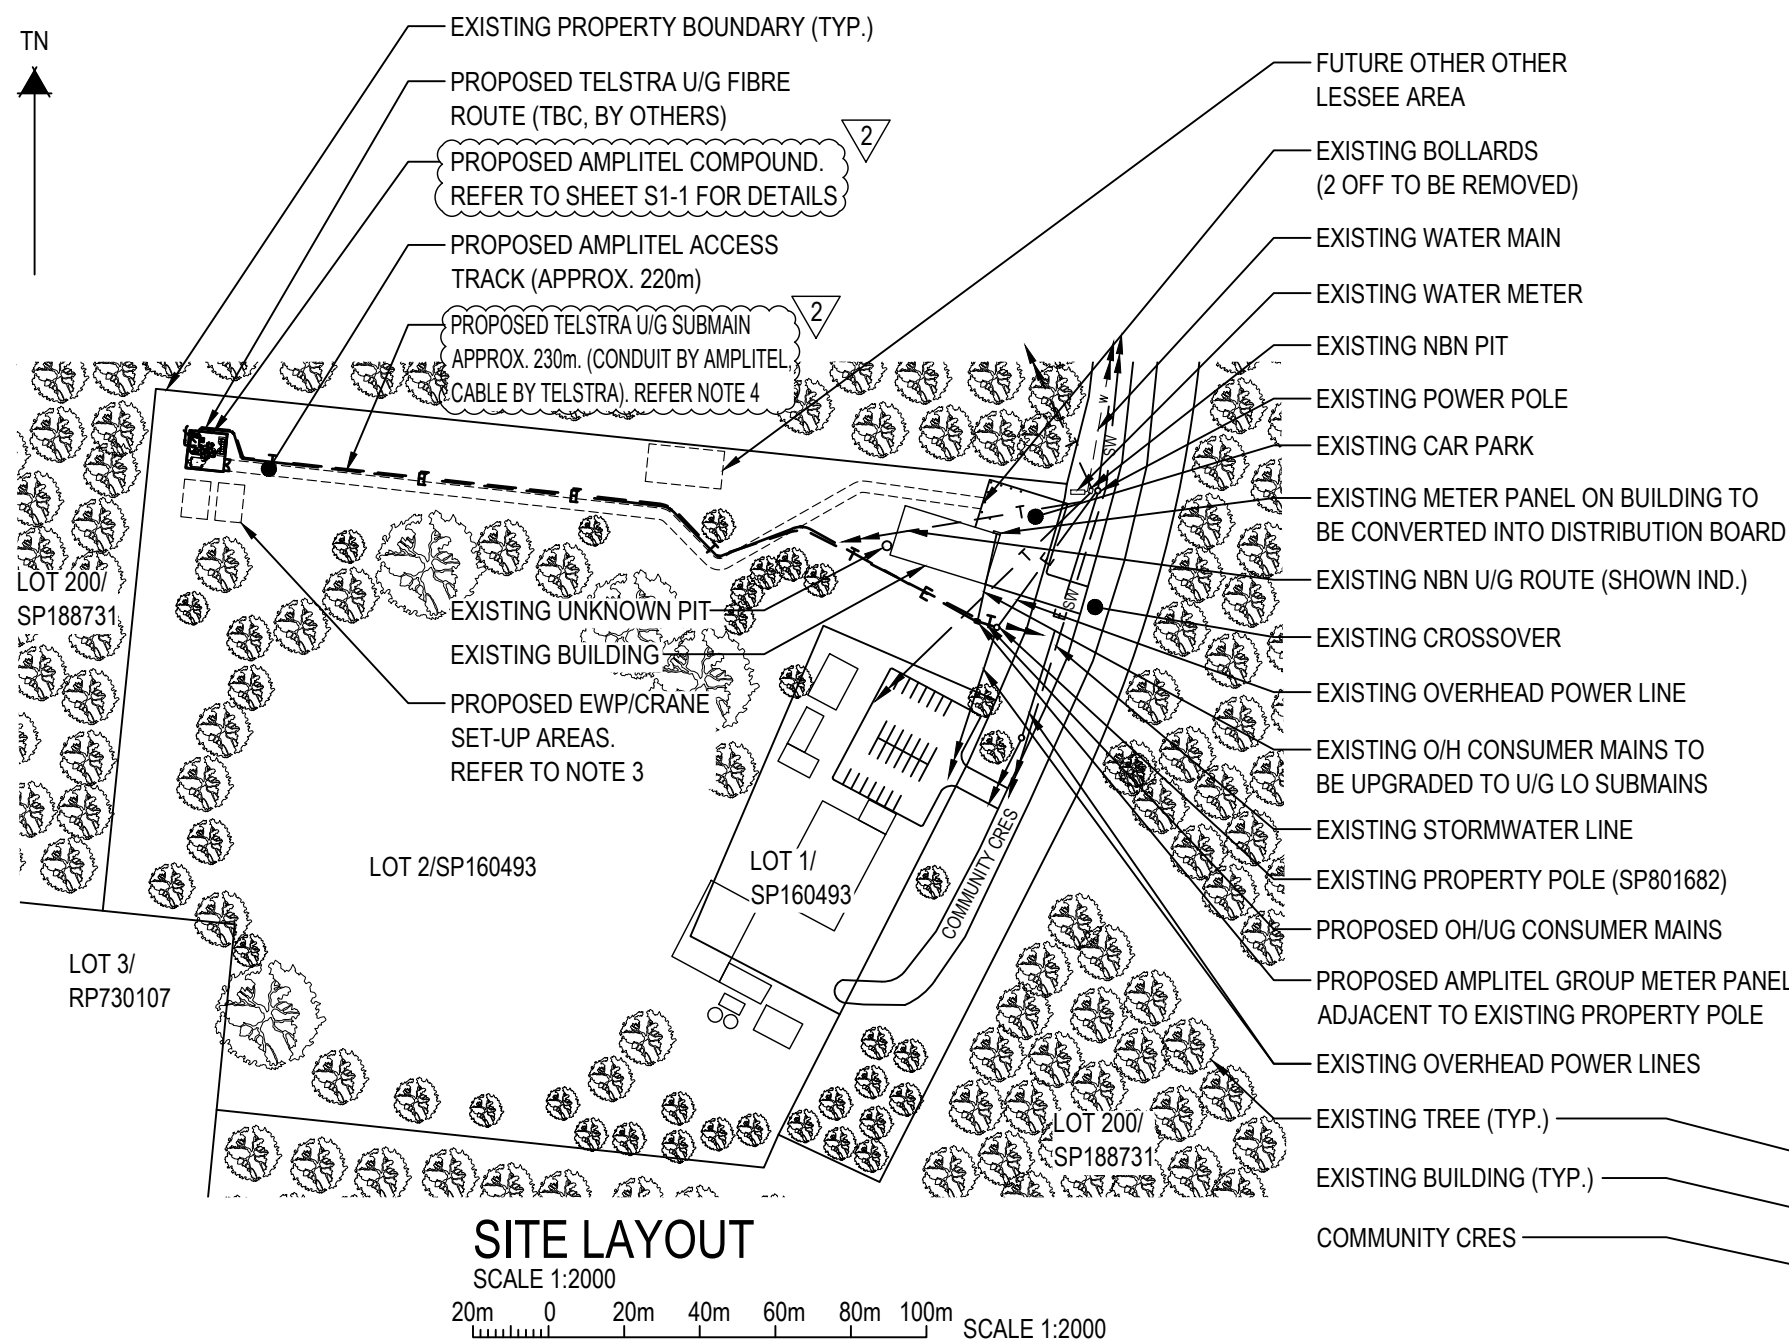 TN
EXISTING PROPERTY BOUNDARY (TYP.)
PROPOSED TELSTRA U/G FIBRE
ROUTE (TBC, BY OTHERS)
2
PROPOSED AMPLITEL COMPOUND.
REFER TO SHEET S1-1 FOR DETAILS
PROPOSED AMPLITEL ACCESS
TRACK (APPROX. 220m)
2
PROPOSED TELSTRA U/G SUBMAIN
APPROX. 230m. (CONDUIT BY AMPLITEL,
CABLE BY TELSTRA). REFER NOTE 4
FUTURE OTHER OTHER
LESSEE AREA
EXISTING BOLLARDS
(2 OFF TO BE REMOVED)
EXISTING WATER MAIN
EXISTING WATER METER
EXISTING NBN PIT
EXISTING POWER POLE
EXISTING CAR PARK
EXISTING METER PANEL ON BUILDING TO
BE CONVERTED INTO DISTRIBUTION BOARD
EXISTING NBN U/G ROUTE (SHOWN IND.)
EXISTING CROSSOVER
EXISTING OVERHEAD POWER LINE
EXISTING O/H CONSUMER MAINS TO
BE UPGRADED TO U/G LO SUBMAINS
EXISTING STORMWATER LINE
EXISTING PROPERTY POLE (SP801682)
PROPOSED OH/UG CONSUMER MAINS
PROPOSED AMPLITEL GROUP METER PANEL
ADJACENT TO EXISTING PROPERTY POLE
EXISTING OVERHEAD POWER LINES
EXISTING TREE (TYP.)
EXISTING BUILDING (TYP.)
COMMUNITY CRES
W
SW
T
E
E
T
T
E
T
E
T
E
SW
LOT 200/
SP188731
EXISTING UNKNOWN PIT
EXISTING BUILDING
PROPOSED EWP/CRANE
SET-UP AREAS.
REFER TO NOTE 3
LOT 2/SP160493
LOT 1/
SP160493
COMMUNITY CRES
LOT 3/
RP730107
LOT 200/
SP188731
SITE LAYOUT
SCALE 1:2000
20m 0 20m 40m 60m 80m 100m SCALE 1:2000